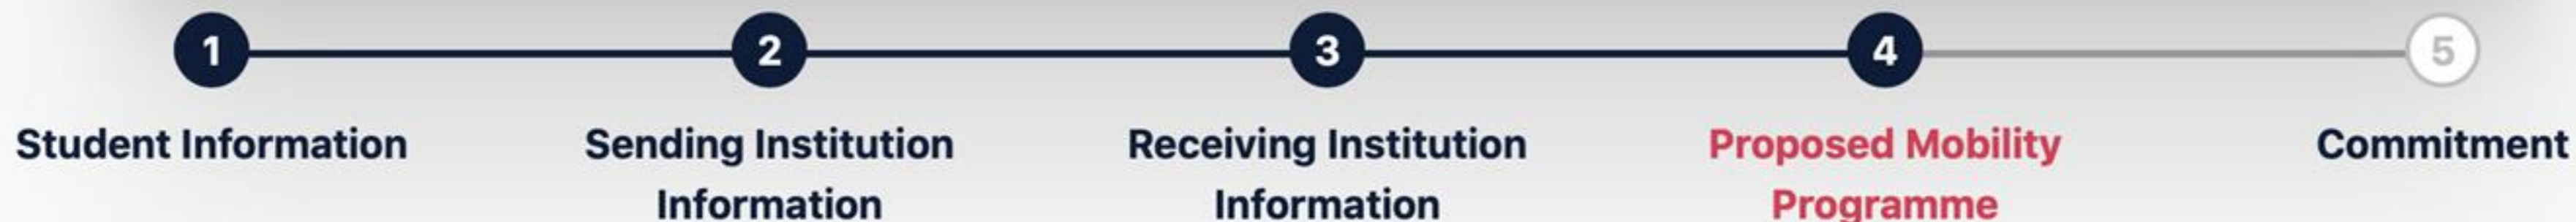 1 2 3 4 5
Student Information Sending Institution Receiving Institution Proposed Mobility Commitment
Information Information Programme